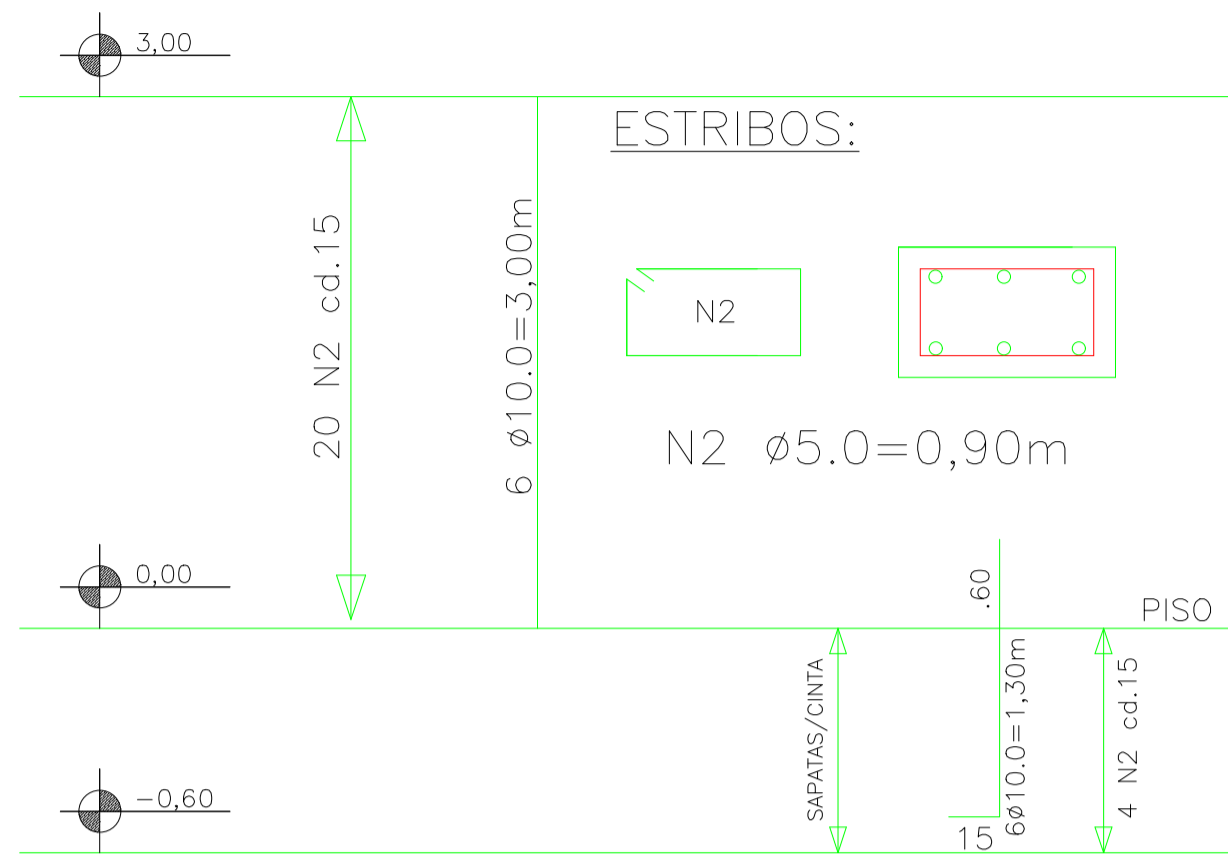 3,00
ESTRIBOS:
20 N2 cd.15
6 ø10.0=3,00m
N2
N2 ø5.0=0,90m
0,00
.60
PISO
SAPATAS/CINTA
6ø10.0=1,30m
4 N2 cd.15
-0,60
15